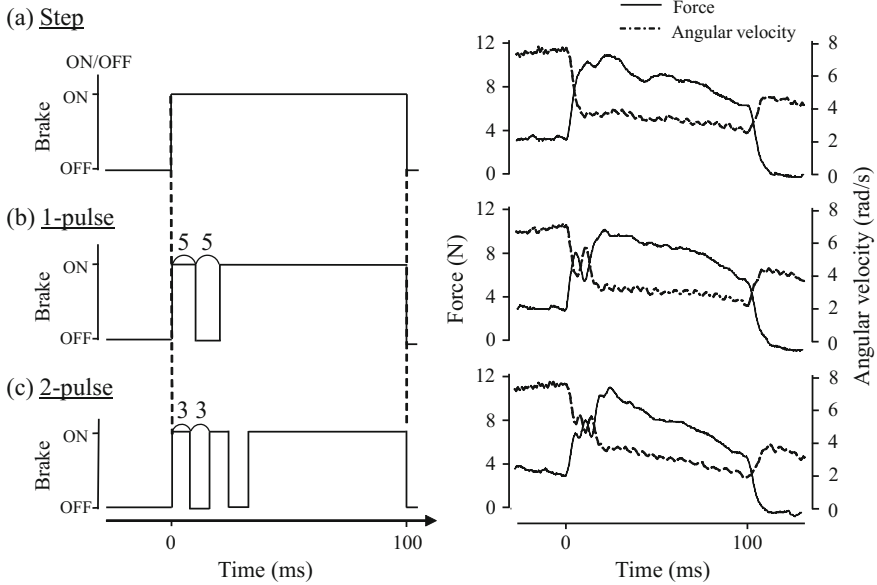 (a) Step
ON/OFF
ON
Brake
OFF
(b) 1-pulse
5 5
ON
Brake
OFF
(c) 2-pulse
3 3
ON
Brake
OFF
0 100
Time (ms)
Force
Angular velocity
12 8
8 6
4 4
2
0 0
12 8
8 6
4 4
2
0 0
12 8
8 6
4 4
2
0 0
Force (N)
Angular velocity (rad/s)
0 100
Time (ms)